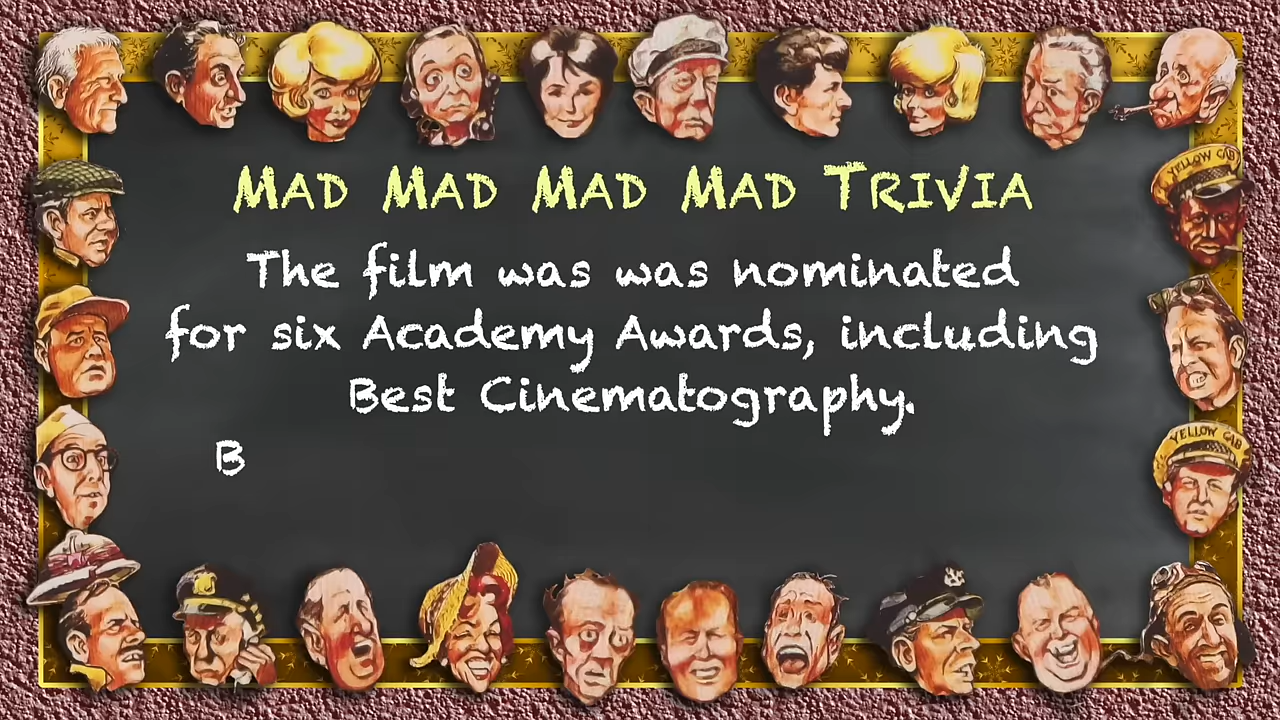 Mad Mad Mad Mad Trivia
The film was was nominated
for six Academy Awards, including
Best Cinematography.
B
YELLOW CAB
YELLOW CAB